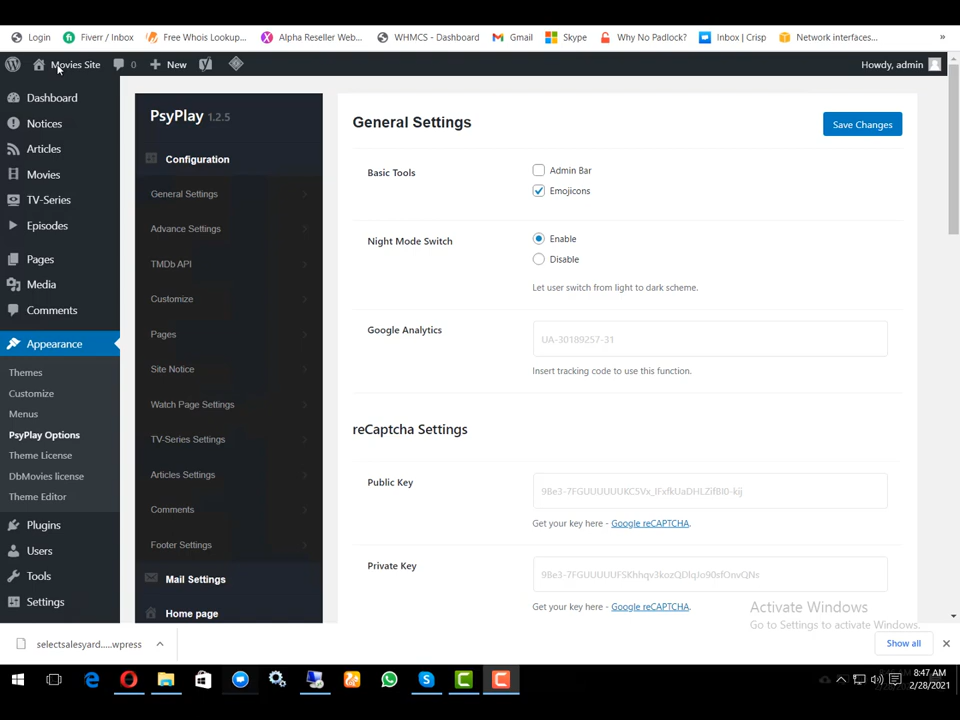 Login Fiverr / Inbox Free Whois Lookup... Alpha Reseller Web... WHMCS - Dashboard Gmail Skype Why No Padlock? Inbox | Crisp Network interfaces... »
Movies Site 0 New Howdy, admin
Dashboard
Notices
Articles
Movies
TV-Series
Episodes
Pages
Media
Comments
Appearance
Themes
Customize
Menus
PsyPlay Options
Theme License
DbMovies license
Theme Editor
Plugins
Users
Tools
Settings
PsyPlay 1.2.5
Configuration
General Settings
Advance Settings
TMDb API
Customize
Pages
Site Notice
Watch Page Settings
TV-Series Settings
Articles Settings
Comments
Footer Settings
Mail Settings
Home page
General Settings
Save Changes
Basic Tools
Admin Bar
Emojicons
Night Mode Switch
Enable
Disable
Let user switch from light to dark scheme.
Google Analytics
UA-30189257-31
Insert tracking code to use this function.
reCaptcha Settings
Public Key
Get your key here - Google reCAPTCHA.
Private Key
Get your key here - Google reCAPTCHA.
Activate Windows
Go to Settings to activate Windows.
selectsalesyard.....wpress
Show all
8:47 AM
2/28/2021